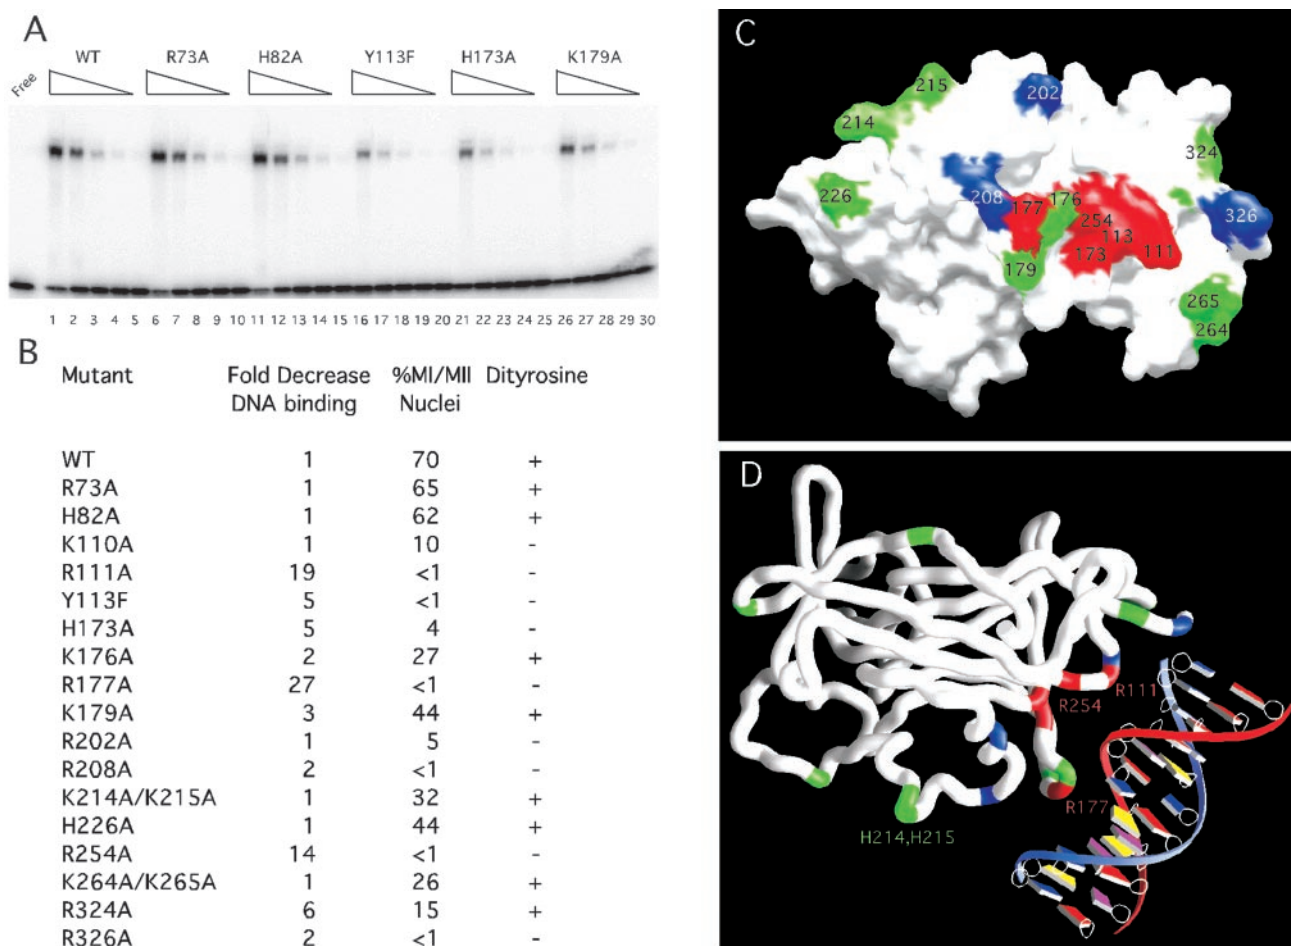 A
WT R73A H82A Y113F H173A K179A
Free
1 2 3 4 5 6 7 8 9 10 11 12 13 14 15 16 17 18 19 20 21 22 23 24 25 26 27 28 29 30
B
Mutant Fold Decrease %MI/MII Dityrosine
DNA binding Nuclei
WT 1 70 +
R73A 1 65 +
H82A 1 62 +
K110A 1 10 -
R111A 19 <1 -
Y113F 5 <1 -
H173A 5 4 -
K176A 2 27 +
R177A 27 <1 -
K179A 3 44 +
R202A 1 5 -
R208A 2 <1 -
K214A/K215A 1 32 +
H226A 1 44 +
R254A 14 <1 -
K264A/K265A 1 26 +
R324A 6 15 +
R326A 2 <1 -
C
215
202
214
324
226
208
177
176
254
326
113
173
111
179
265
264
D
R111
R254
R177
H214,H215